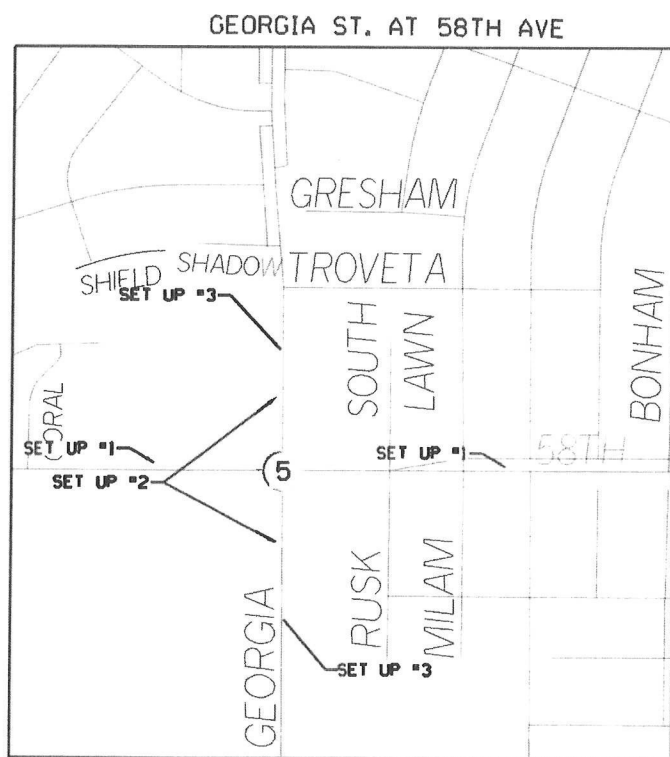 GEORGIA ST. AT 58TH AVE
GRESHAM
SHIELD
SHADOW
TROVETA
SET UP #3
SOUTH
LAWN
BONHAM
CORAL
SET UP #1
SET UP #1
58TH
SET UP #2
5
GEORGIA
RUSK
MILAM
SET UP #3